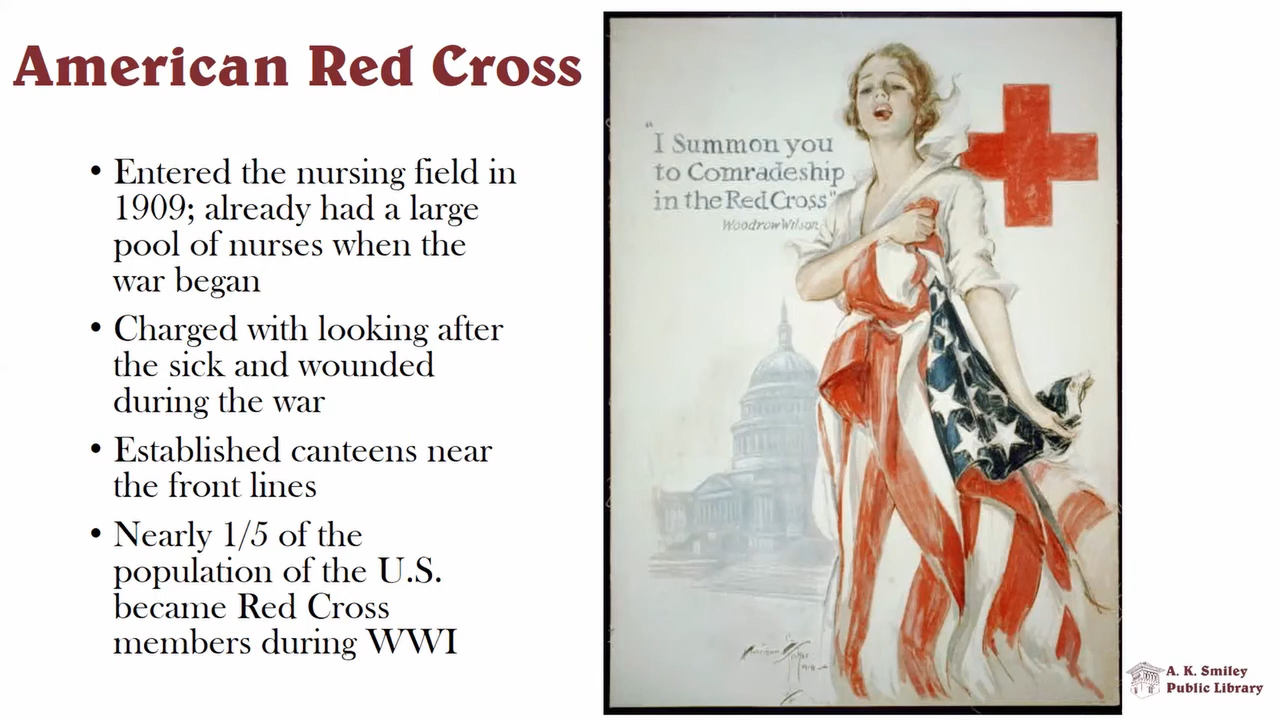 American Red Cross
• Entered the nursing field in
1909; already had a large
pool of nurses when the
war began
• Charged with looking after
the sick and wounded
during the war
• Established canteens near
the front lines
• Nearly 1/5 of the
population of the U.S.
became Red Cross
members during WWI
"I Summon you
to Comradeship
in the Red Cross"
Woodrow Wilson
A. K. Smiley
Public Library